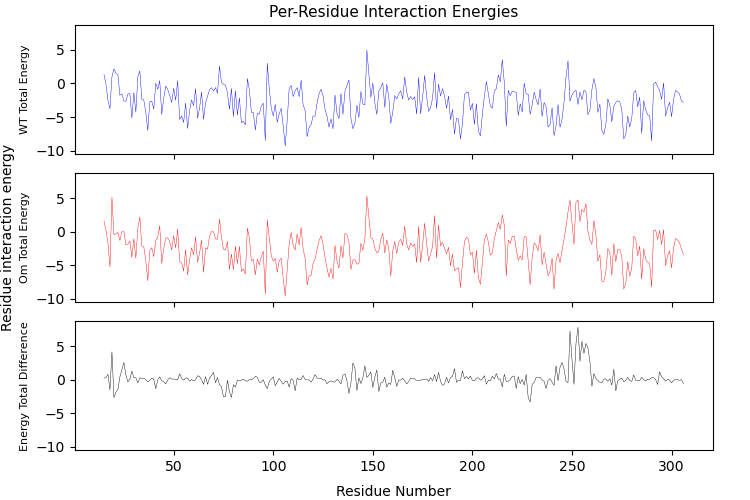 Per-Residue Interaction Energies
Residue interaction energy
WT Total Energy
5
0
−5
−10
Om Total Energy
5
0
−5
−10
Energy Total Difference
5
0
−5
−10
50 100 150 200 250 300
Residue Number